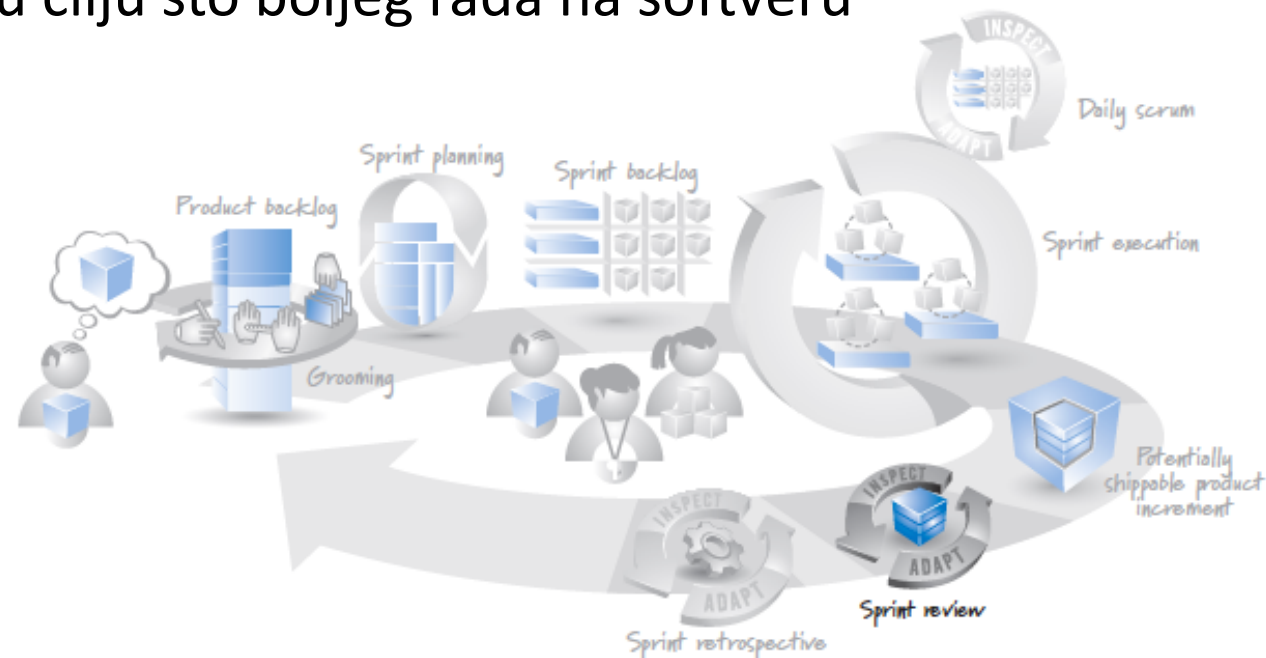 u cilju što boljeg rada na softveru
INSPECT
ADAPT
Daily scrum
Sprint planning
Sprint backlog
Product backlog
Sprint execution
Grooming
Potentially
shippable product
increment
INSPECT
ADAPT
Sprint review
INSPECT
ADAPT
Sprint retrospective